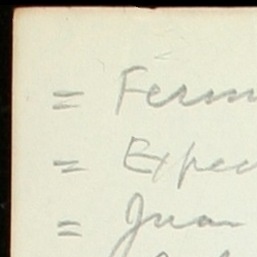 = Ferm
= Expec
= Juan